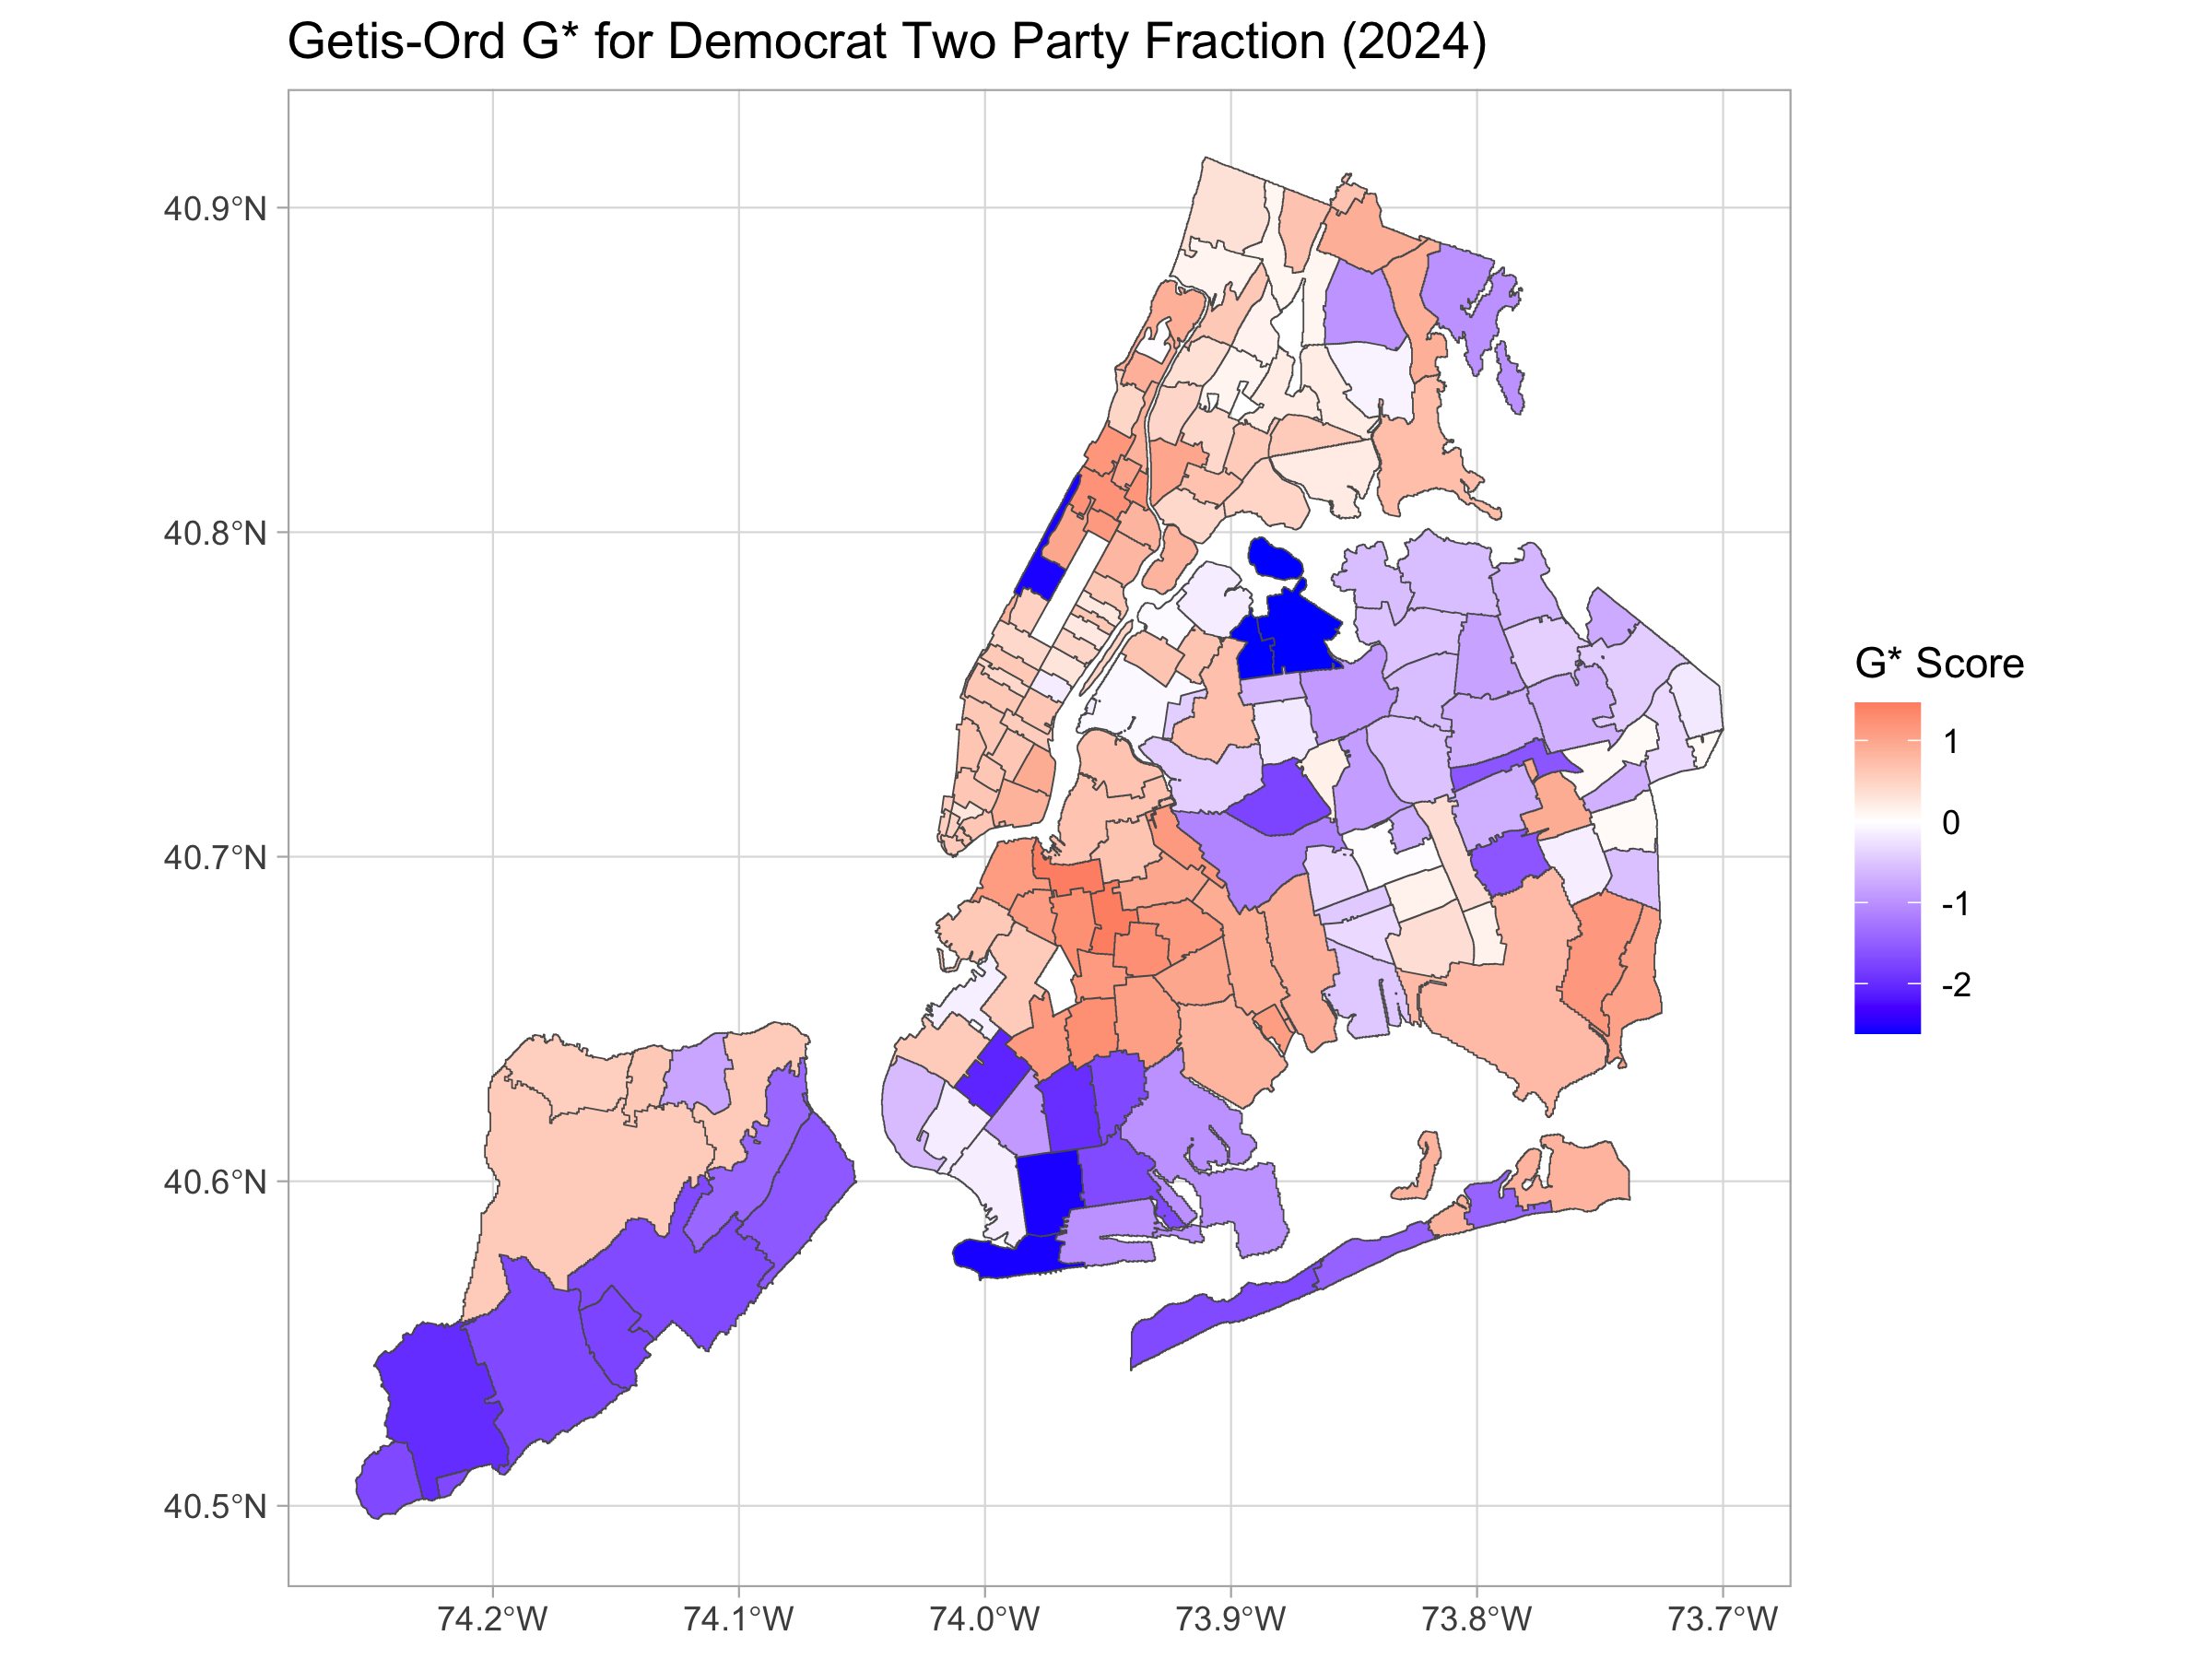 Getis-Ord G* for Democrat Two Party Fraction (2024)
40.9°N
40.8°N
40.7°N
40.6°N
40.5°N
74.2°W 74.1°W 74.0°W 73.9°W 73.8°W 73.7°W
G* Score
1
0
-1
-2